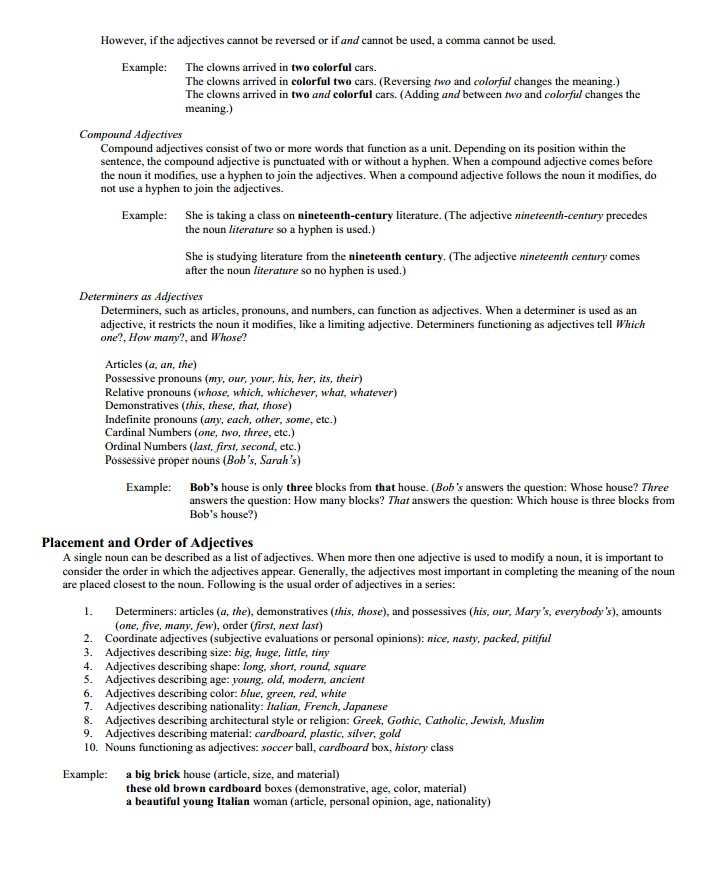 However, if the adjectives cannot be reversed or if and cannot be used, a comma cannot be used.
Example: The clowns arrived in two colorful cars.
The clowns arrived in colorful two cars. (Reversing two and colorful changes the meaning.)
The clowns arrived in two and colorful cars. (Adding and between two and colorful changes the
meaning.)
Compound Adjectives
Compound adjectives consist of two or more words that function as a unit. Depending on its position within the
sentence, the compound adjective is punctuated with or without a hyphen. When a compound adjective comes before
the noun it modifies, use a hyphen to join the adjectives. When a compound adjective follows the noun it modifies, do
not use a hyphen to join the adjectives.
Example: She is taking a class on nineteenth-century literature. (The adjective nineteenth-century precedes
the noun literature so a hyphen is used.)
She is studying literature from the nineteenth century. (The adjective nineteenth century comes
after the noun literature so no hyphen is used.)
Determiners as Adjectives
Determiners, such as articles, pronouns, and numbers, can function as adjectives. When a determiner is used as an
adjective, it restricts the noun it modifies, like a limiting adjective. Determiners functioning as adjectives tell Which
one?, How many?, and Whose?
Articles (a, an, the)
Possessive pronouns (my, our, your, his, her, its, their)
Relative pronouns (whose, which, whichever, what, whatever)
Demonstratives (this, these, that, those)
Indefinite pronouns (any, each, other, some, etc.)
Cardinal Numbers (one, two, three, etc.)
Ordinal Numbers (last, first, second, etc.)
Possessive proper nouns (Bob's, Sarah's)
Example: Bob's house is only three blocks from that house. (Bob's answers the question: Whose house? Three
answers the question: How many blocks? That answers the question: Which house is three blocks from
Bob's house?)
Placement and Order of Adjectives
A single noun can be described as a list of adjectives. When more then one adjective is used to modify a noun, it is important to
consider the order in which the adjectives appear. Generally, the adjectives most important in completing the meaning of the noun
are placed closest to the noun. Following is the usual order of adjectives in a series:
1. Determiners: articles (a, the), demonstratives (this, those), and possessives (his, our, Mary's, everybody's), amounts
(one, five, many, few), order (first, next last)
2. Coordinate adjectives (subjective evaluations or personal opinions): nice, nasty, packed, pitiful
3. Adjectives describing size: big, huge, little, tiny
4. Adjectives describing shape: long, short, round, square
5. Adjectives describing age: young, old, modern, ancient
6. Adjectives describing color: blue, green, red, white
7. Adjectives describing nationality: Italian, French, Japanese
8. Adjectives describing architectural style or religion: Greek, Gothic, Catholic, Jewish, Muslim
9. Adjectives describing material: cardboard, plastic, silver, gold
10. Nouns functioning as adjectives: soccer ball, cardboard box, history class
Example: a big brick house (article, size, and material)
these old brown cardboard boxes (demonstrative, age, color, material)
a beautiful young Italian woman (article, personal opinion, age, nationality)